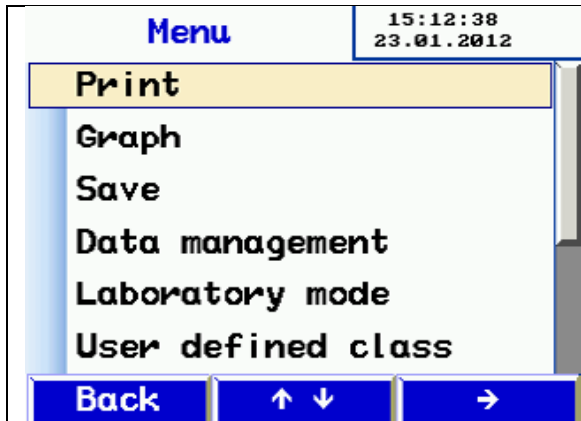 Menu
15:12:38
23.01.2012
Print
Graph
Save
Data management
Laboratory mode
User defined class
Back ↑ ↓ →